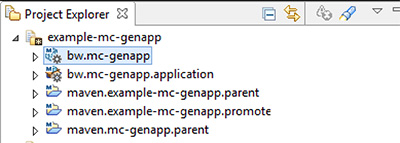 Project Explorer
example-mc-genapp
bw.mc-genapp
bw.mc-genapp.application
maven.example-mc-genapp.parent
maven.example-mc-genapp.promote
maven.mc-genapp.parent